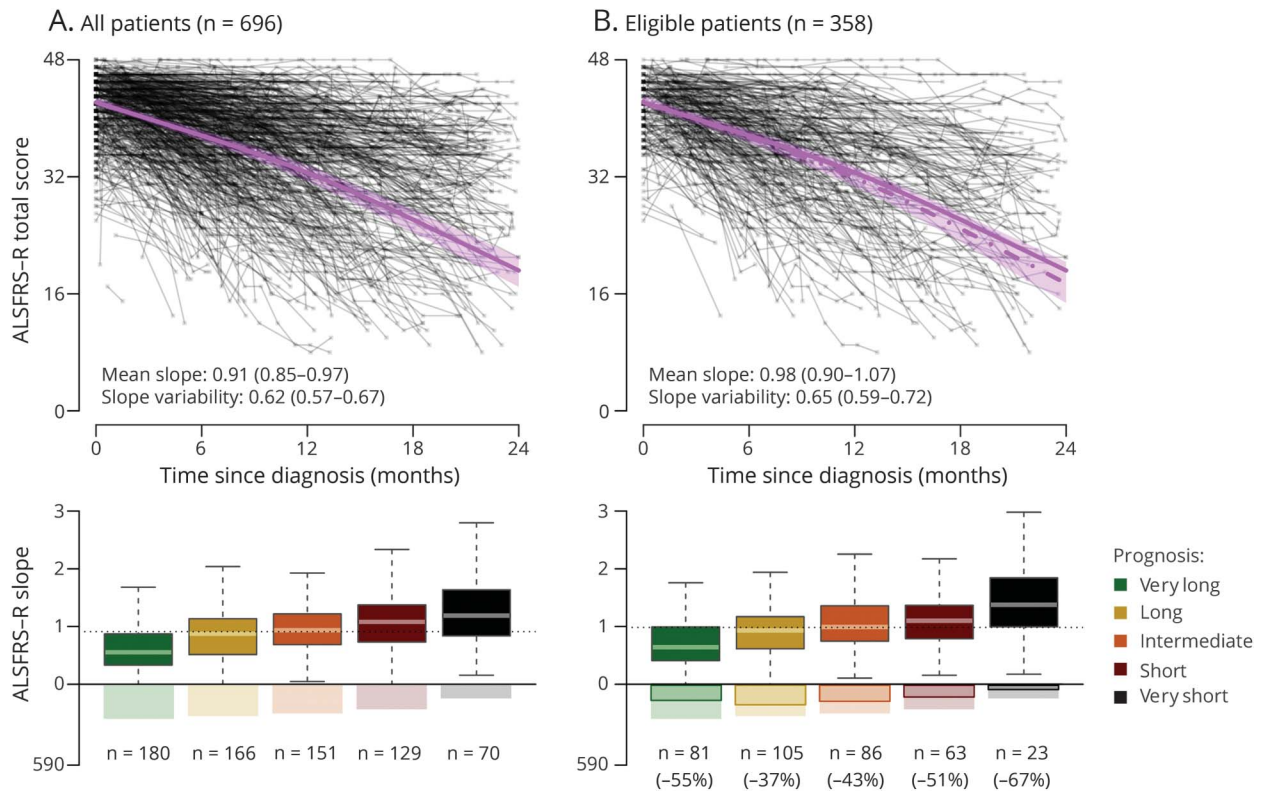 A. All patients (n = 696)
48
32
16
0
ALSFRS-R total score
Mean slope: 0.91 (0.85–0.97)
Slope variability: 0.62 (0.57–0.67)
0 6 12 18 24
Time since diagnosis (months)
B. Eligible patients (n = 358)
48
32
16
0
Mean slope: 0.98 (0.90–1.07)
Slope variability: 0.65 (0.59–0.72)
0 6 12 18 24
Time since diagnosis (months)
3
2
1
0
590
ALSFRS-R slope
n = 180 n = 166 n = 151 n = 129 n = 70
3
2
1
0
590
n = 81 n = 105 n = 86 n = 63 n = 23
(–55%) (–37%) (–43%) (–51%) (–67%)
Prognosis:
Very long
Long
Intermediate
Short
Very short